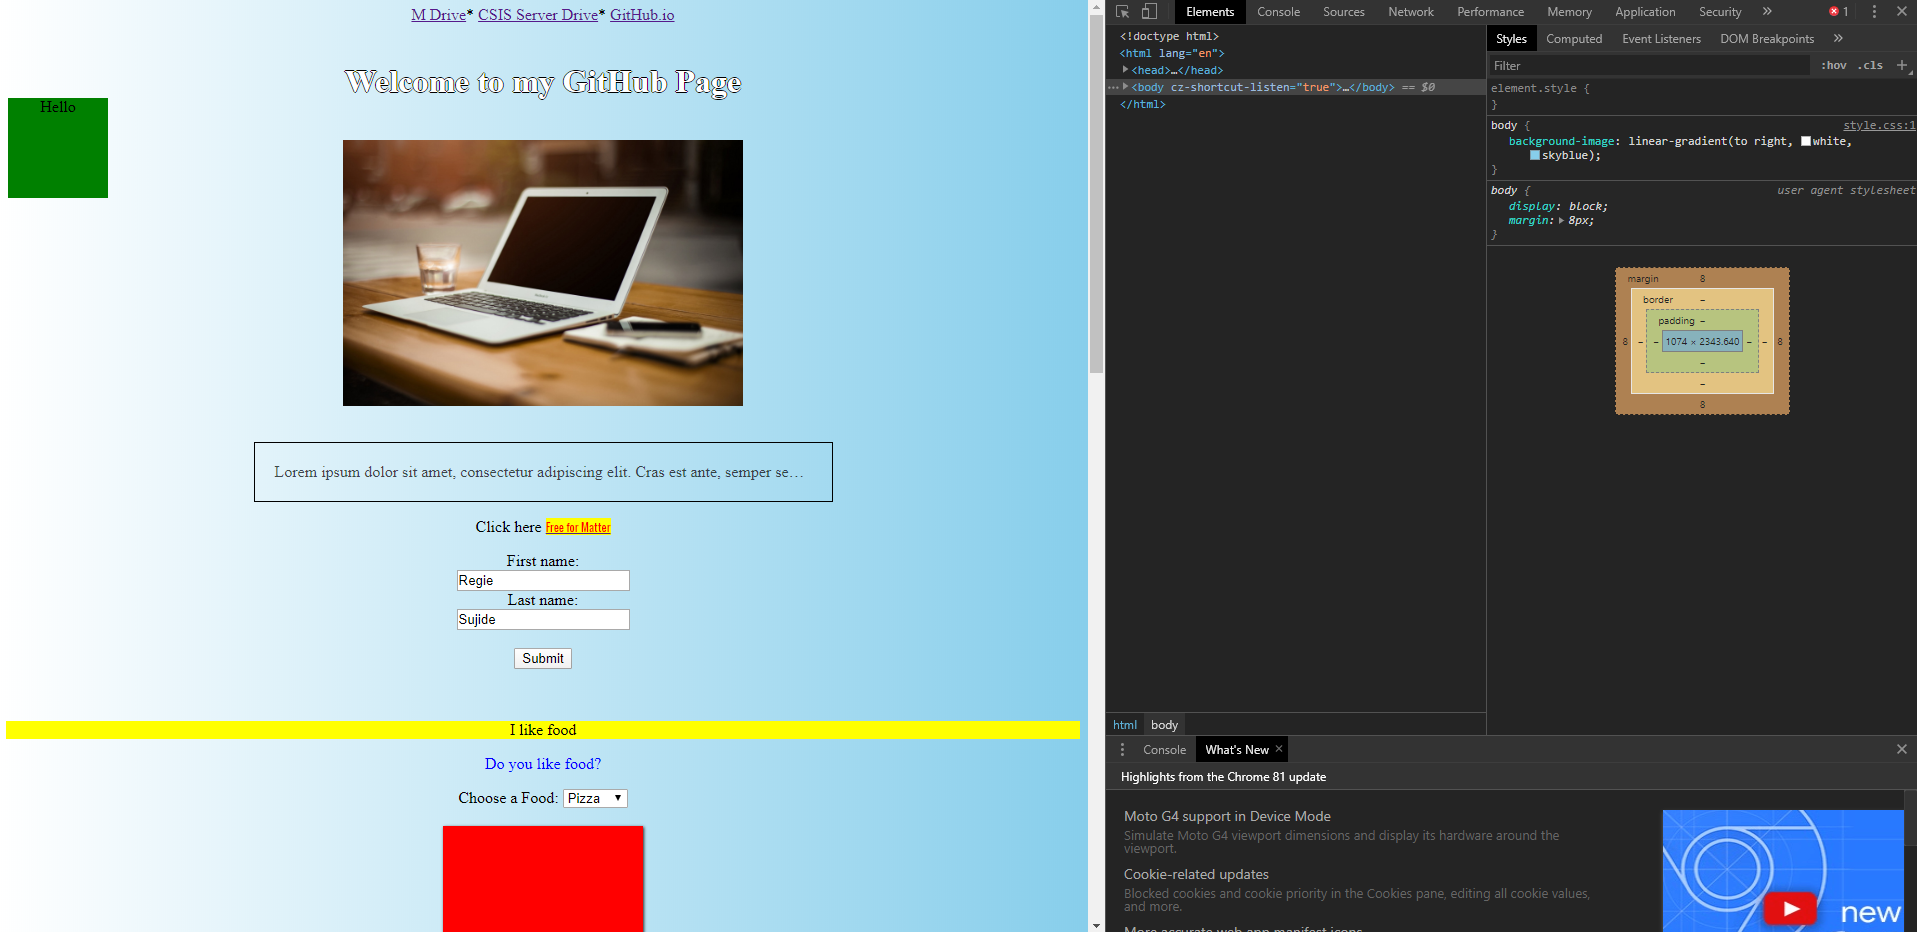 M Drive* CSIS Server Drive* GitHub.io
Welcome to my GitHub Page
Hello
Lorem ipsum dolor sit amet, consectetur adipiscing elit. Cras est ante, semper se…
Click here Free for Matter
First name:
Regie
Last name:
Sujide
Submit
I like food
Do you like food?
Choose a Food: Pizza
Elements Console Sources Network Performance Memory Application Security » 1
<!doctype html>
<html lang="en">
<head>…</head>
<body cz-shortcut-listen="true">…</body> == $0
</html>
html body
Styles Computed Event Listeners DOM Breakpoints »
Filter :hov .cls +
element.style {
}
body { style.css:1
background-image: linear-gradient(to right, white,
skyblue);
}
body { user agent stylesheet
display: block;
margin: 8px;
}
margin 8
border –
padding –
8 – – 1074 × 2343.640 – – 8
–
–
8
Console What's New ×
Highlights from the Chrome 81 update
Moto G4 support in Device Mode
Simulate Moto G4 viewport dimensions and display its hardware around the
viewport.
Cookie-related updates
Blocked cookies and cookie priority in the Cookies pane, editing all cookie values,
and more.
More accurate web app manifest icons
new